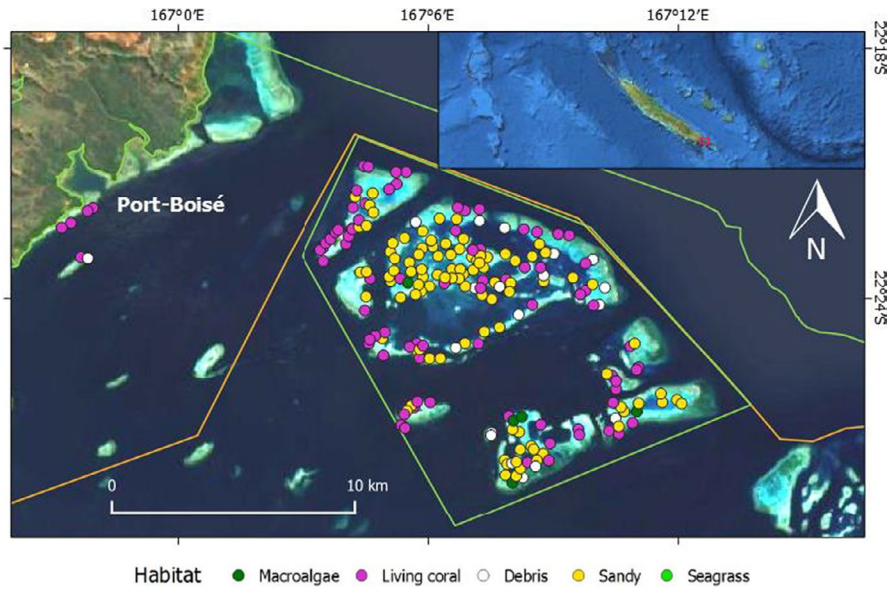 167°0'E 167°6'E 167°12'E
22°18'S
Port-Boisé
N
22°24'S
0 10 km
Habitat Macroalgae Living coral Debris Sandy Seagrass